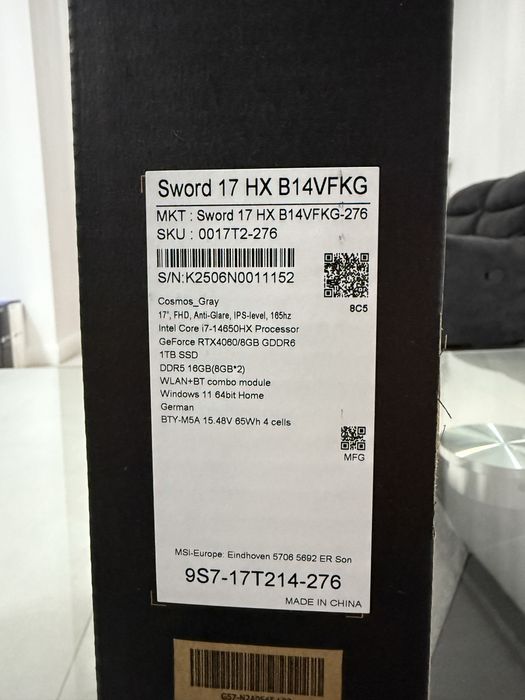 Sword 17 HX B14VFKG
MKT : Sword 17 HX B14VFKG-276
SKU : 0017T2-276
S/N:K2506N0011152
8C5
Cosmos_Gray
17", FHD, Anti-Glare, IPS-level, 165hz
Intel Core i7-14650HX Processor
GeForce RTX4060/8GB GDDR6
1TB SSD
DDR5 16GB(8GB*2)
WLAN+BT combo module
Windows 11 64bit Home
German
BTY-M5A 15.48V 65Wh 4 cells
MFG
MSI-Europe: Eindhoven 5706 5692 ER Son
9S7-17T214-276
MADE IN CHINA